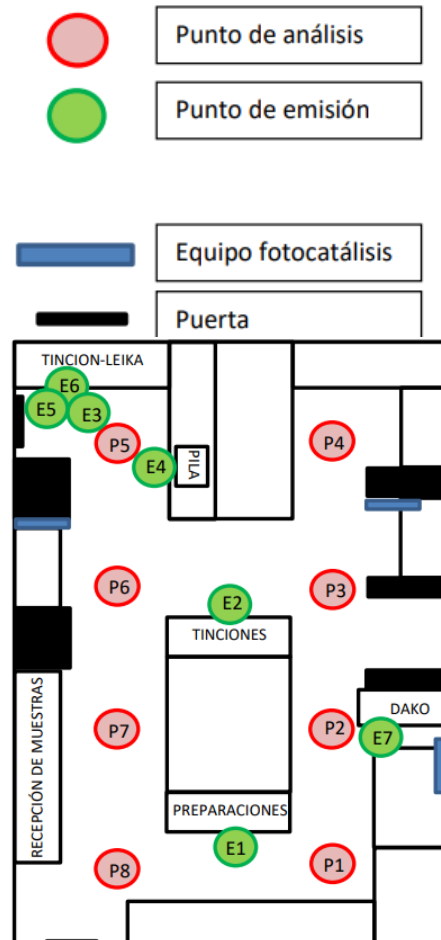 Punto de análisis
Punto de emisión
Equipo fotocatálisis
Puerta
TINCION-LEIKA
E6
E5
E3
P5
P4
E4
PILA
P6
P3
E2
TINCIONES
RECEPCIÓN DE MUESTRAS
DAKO
P7
P2
E7
PREPARACIONES
E1
P8
P1